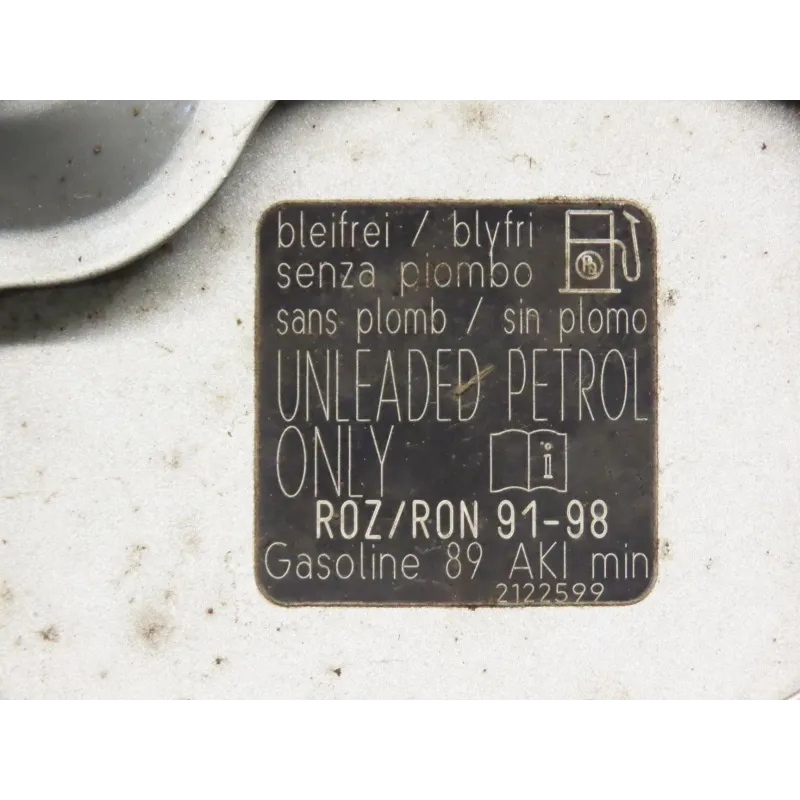 bleifrei / blyfri
senza piombo
sans plomb / sin plomo
UNLEADED PETROL
ONLY
i
ROZ/RON 91-98
Gasoline 89 AKI min
2122599